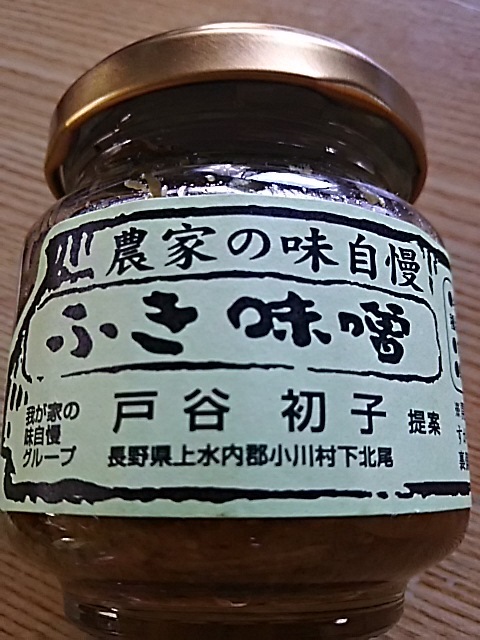 農家の味自慢
ふき味噌
我が家の
味自慢
グループ
戸谷 初子 提案
長野県上水内郡小川村下北尾